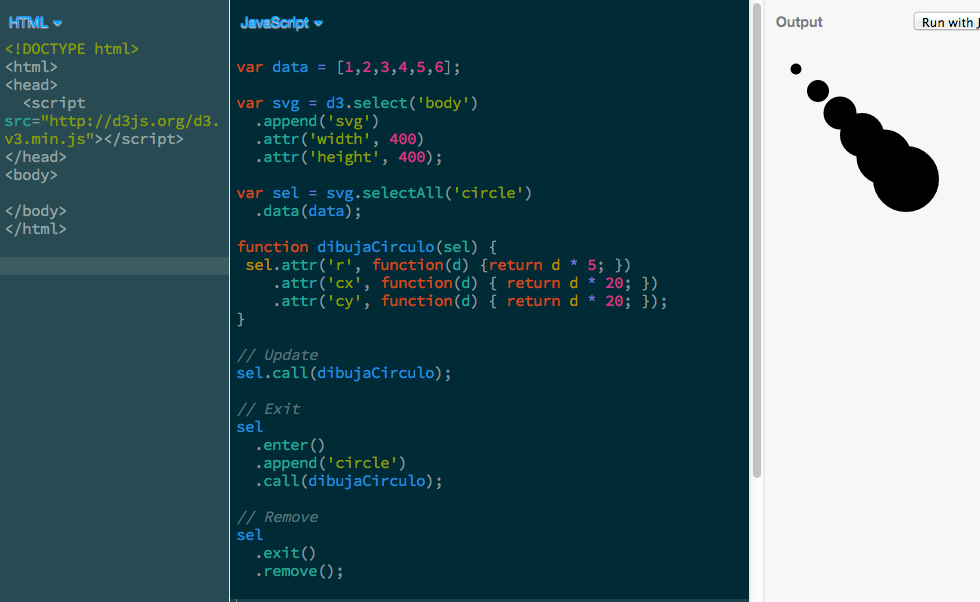 HTML
<!DOCTYPE html>
<html>
<head>
  <script
src="http://d3js.org/d3.
v3.min.js"></script>
</head>
<body>

</body>
</html>
JavaScript
var data = [1,2,3,4,5,6];

var svg = d3.select('body')
  .append('svg')
  .attr('width', 400)
  .attr('height', 400);

var sel = svg.selectAll('circle')
  .data(data);

function dibujaCirculo(sel) {
 sel.attr('r', function(d) {return d * 5; })
    .attr('cx', function(d) { return d * 20; })
    .attr('cy', function(d) { return d * 20; });
}

// Update
sel.call(dibujaCirculo);

// Exit
sel
  .enter()
  .append('circle')
  .call(dibujaCirculo);

// Remove
sel
  .exit()
  .remove();
Output
Run with J